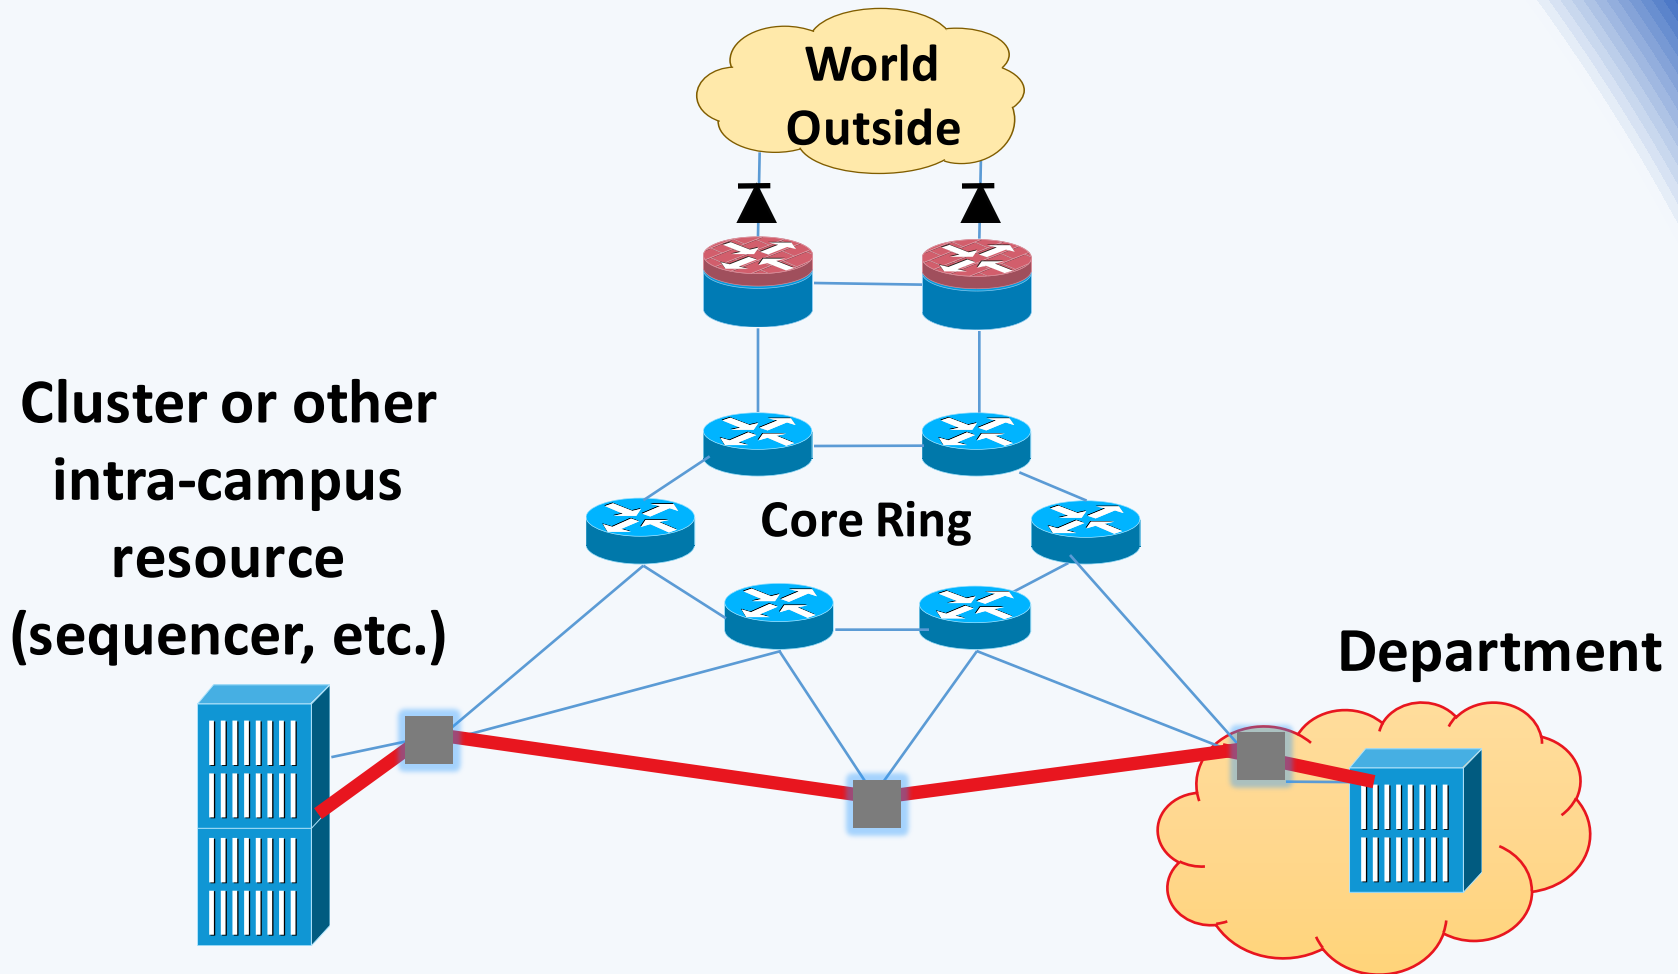 World
Outside
Cluster or other
intra-campus
resource
(sequencer, etc.)
Core Ring
Department